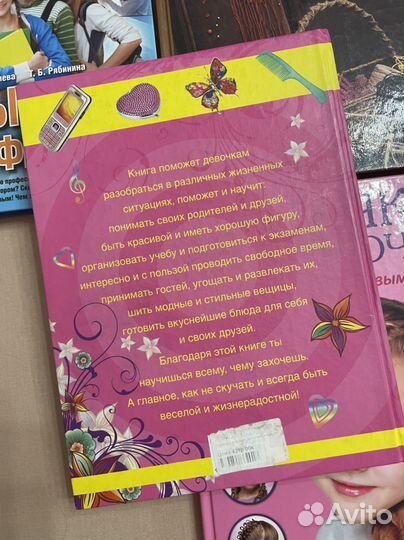 Т. Б. Рябинина
Книга поможет девочкам
разобраться в различных жизненных
ситуациях, поможет и научит:
понимать своих родителей и друзей,
быть красивой и иметь хорошую фигуру,
организовать учебу и подготовиться к экзаменам,
интересно и с пользой проводить свободное время,
принимать гостей, угощать и развлекать их,
шить модные и стильные вещицы,
готовить вкуснейшие блюда для себя
и своих друзей.
Благодаря этой книге ты
научишься всему, чему захочешь.
А главное, как не скучать и всегда быть
веселой и жизнерадостной!
Avito